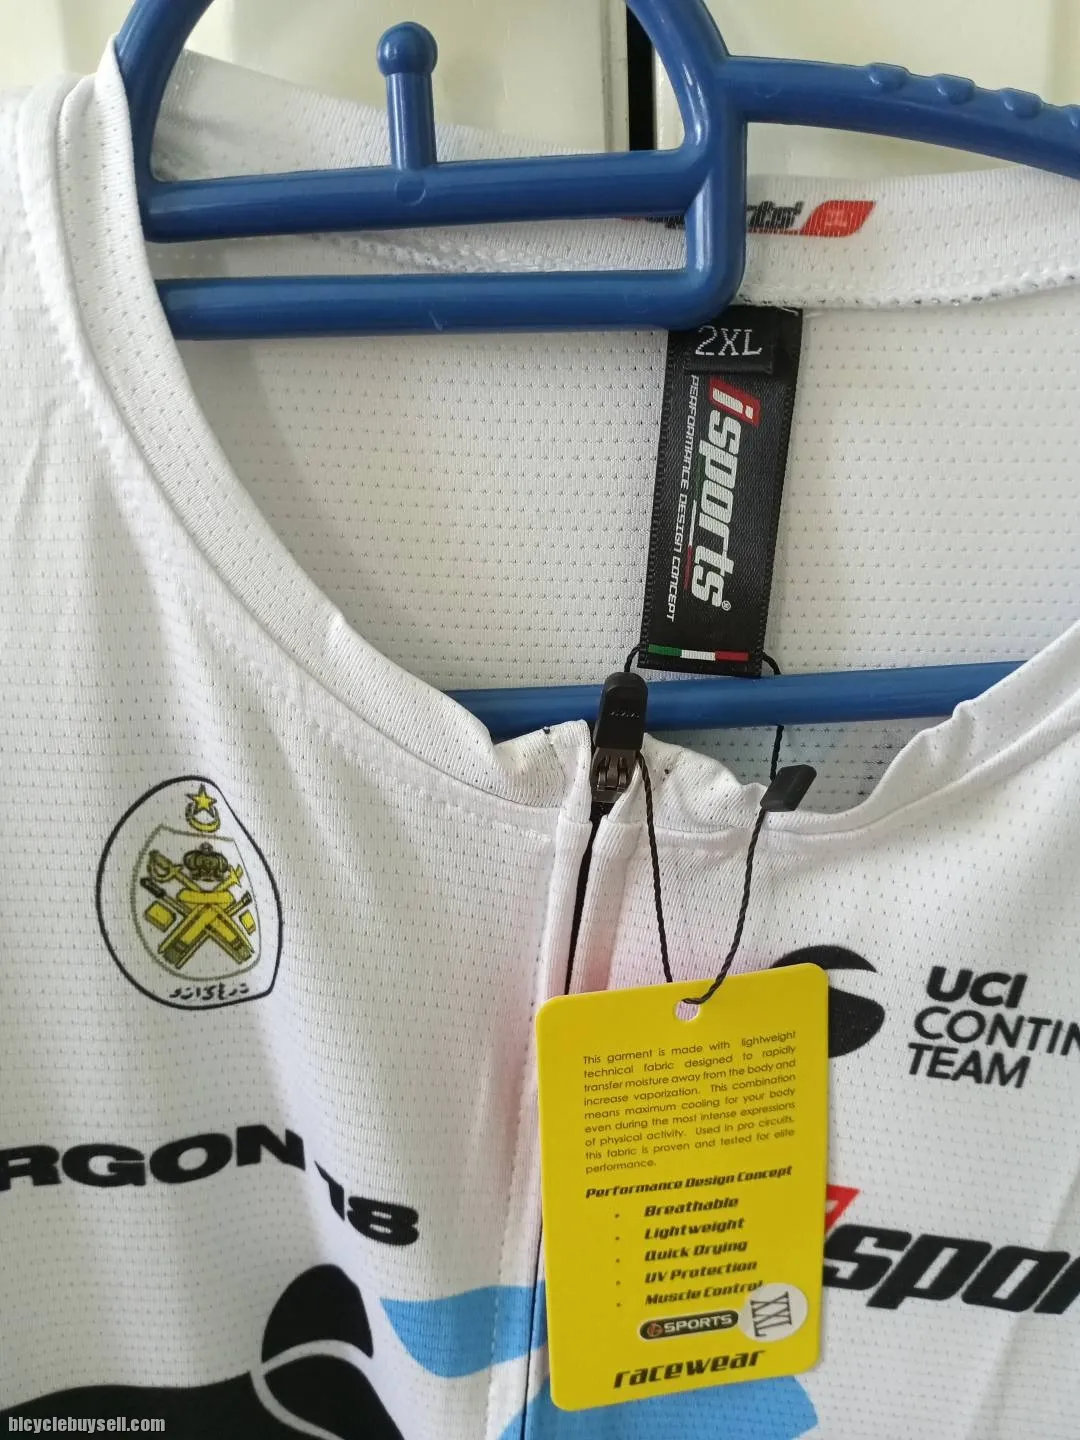 2XL
isports®
PERFORMANCE DESIGN CONCEPT
UCI
CONTIN
TEAM
RGON 18
This garment is made with lightweight
technical fabric designed to rapidly
transfer moisture away from the body and
increase vaporization. This combination
means maximum cooling for your body
even during the most intense expressions
of physical activity. Used in pro circuits,
this fabric is proven and tested for elite
performance.
Performance Design Concept
• Breathable
• Lightweight
• Quick Drying
• UV Protection
• Muscle Control
SPORTS
XXL
racewear
ispor
bicyclebuysell.com